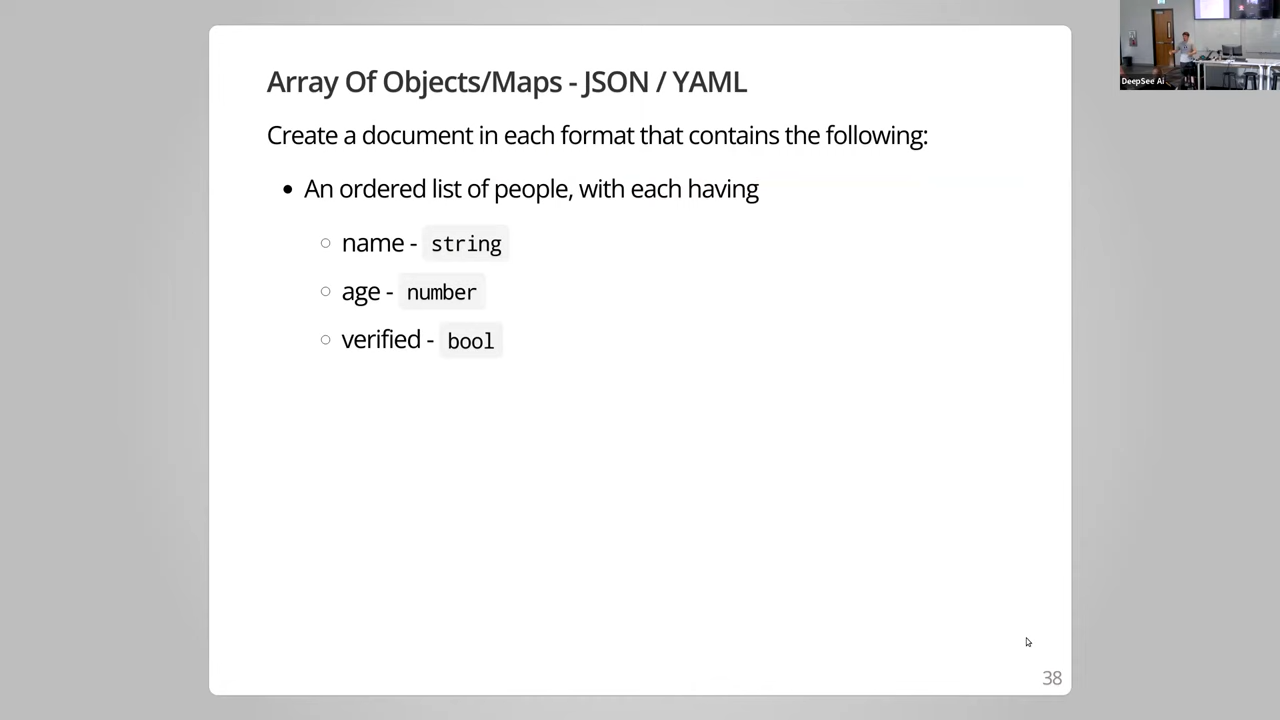 Array Of Objects/Maps - JSON / YAML
Create a document in each format that contains the following:
An ordered list of people, with each having
name - string
age - number
verified - bool
38
DeepSee Ai